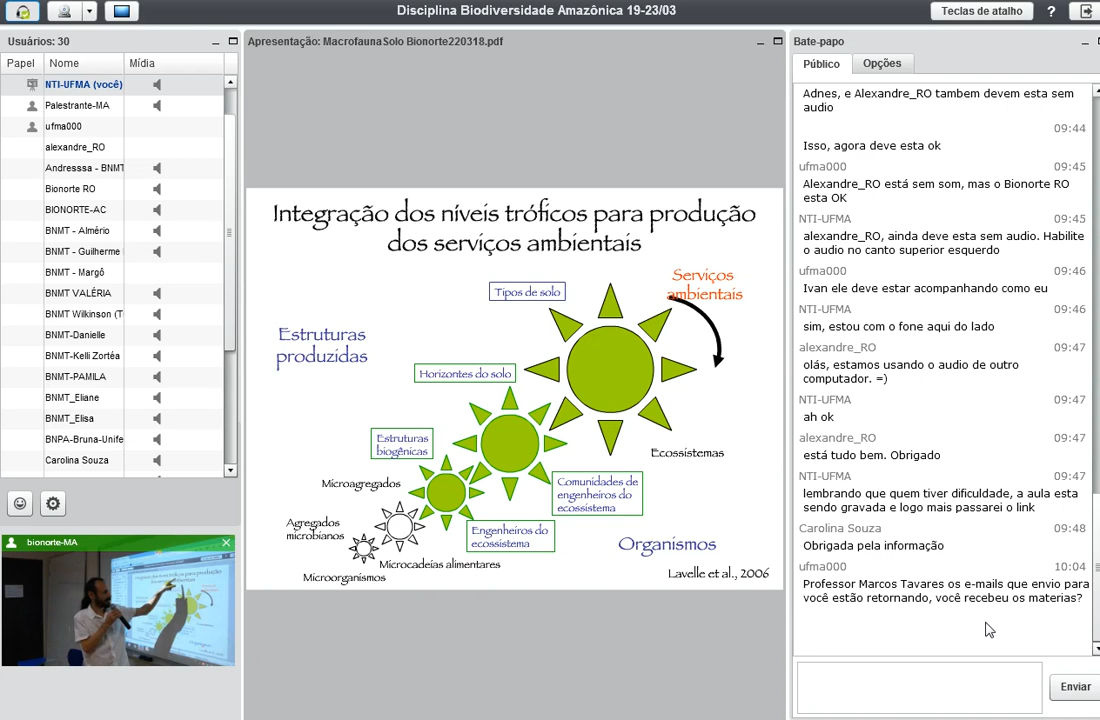 Disciplina Biodiversidade Amazônica 19-23/03
Teclas de atalho
?
Usuários: 30
Papel Nome Mídia
NTI-UFMA (você)
Palestrante-MA
ufma000
alexandre_RO
Andresssa - BNMT
Bionorte RO
BIONORTE-AC
BNMT - Almério
BNMT - Guilherme
BNMT - Margô
BNMT VALÉRIA
BNMT Wilkinson (T
BNMT-Danielle
BNMT-Kelli Zortéa
BNMT-PAMILA
BNMT_Eliane
BNMT_Elisa
BNPA-Bruna-Unife
Carolina Souza
bionorte-MA
Apresentação: MacrofaunaSolo Bionorte220318.pdf
Integração dos níveis tróficos para produção
dos serviços ambientais
Serviços
ambientais
Tipos de solo
Estruturas
produzidas
Horizontes do solo
Estruturas
biogênicas
Ecossistemas
Microagregados
Comunidades de
engenheiros do
ecossistema
Agregados
microbianos
Engenheiros do
ecossistema
Organismos
Microcadeias alimentares
Microorganismos
Lavelle et al., 2006
Bate-papo
Público Opções
Adnes, e Alexandre_RO tambem devem esta sem
audio
09:44
Isso, agora deve esta ok
ufma000 09:45
Alexandre_RO está sem som, mas o Bionorte RO
esta OK
NTI-UFMA 09:45
alexandre_RO, ainda deve esta sem audio. Habilite
o audio no canto superior esquerdo
ufma000 09:46
Ivan ele deve estar acompanhando como eu
NTI-UFMA 09:46
sim, estou com o fone aqui do lado
alexandre_RO 09:47
olás, estamos usando o audio de outro
computador. =)
NTI-UFMA 09:47
ah ok
alexandre_RO 09:47
está tudo bem. Obrigado
NTI-UFMA 09:47
lembrando que quem tiver dificuldade, a aula esta
sendo gravada e logo mais passarei o link
Carolina Souza 09:48
Obrigada pela informação
ufma000 10:04
Professor Marcos Tavares os e-mails que envio para
você estão retornando, você recebeu os materias?
Enviar